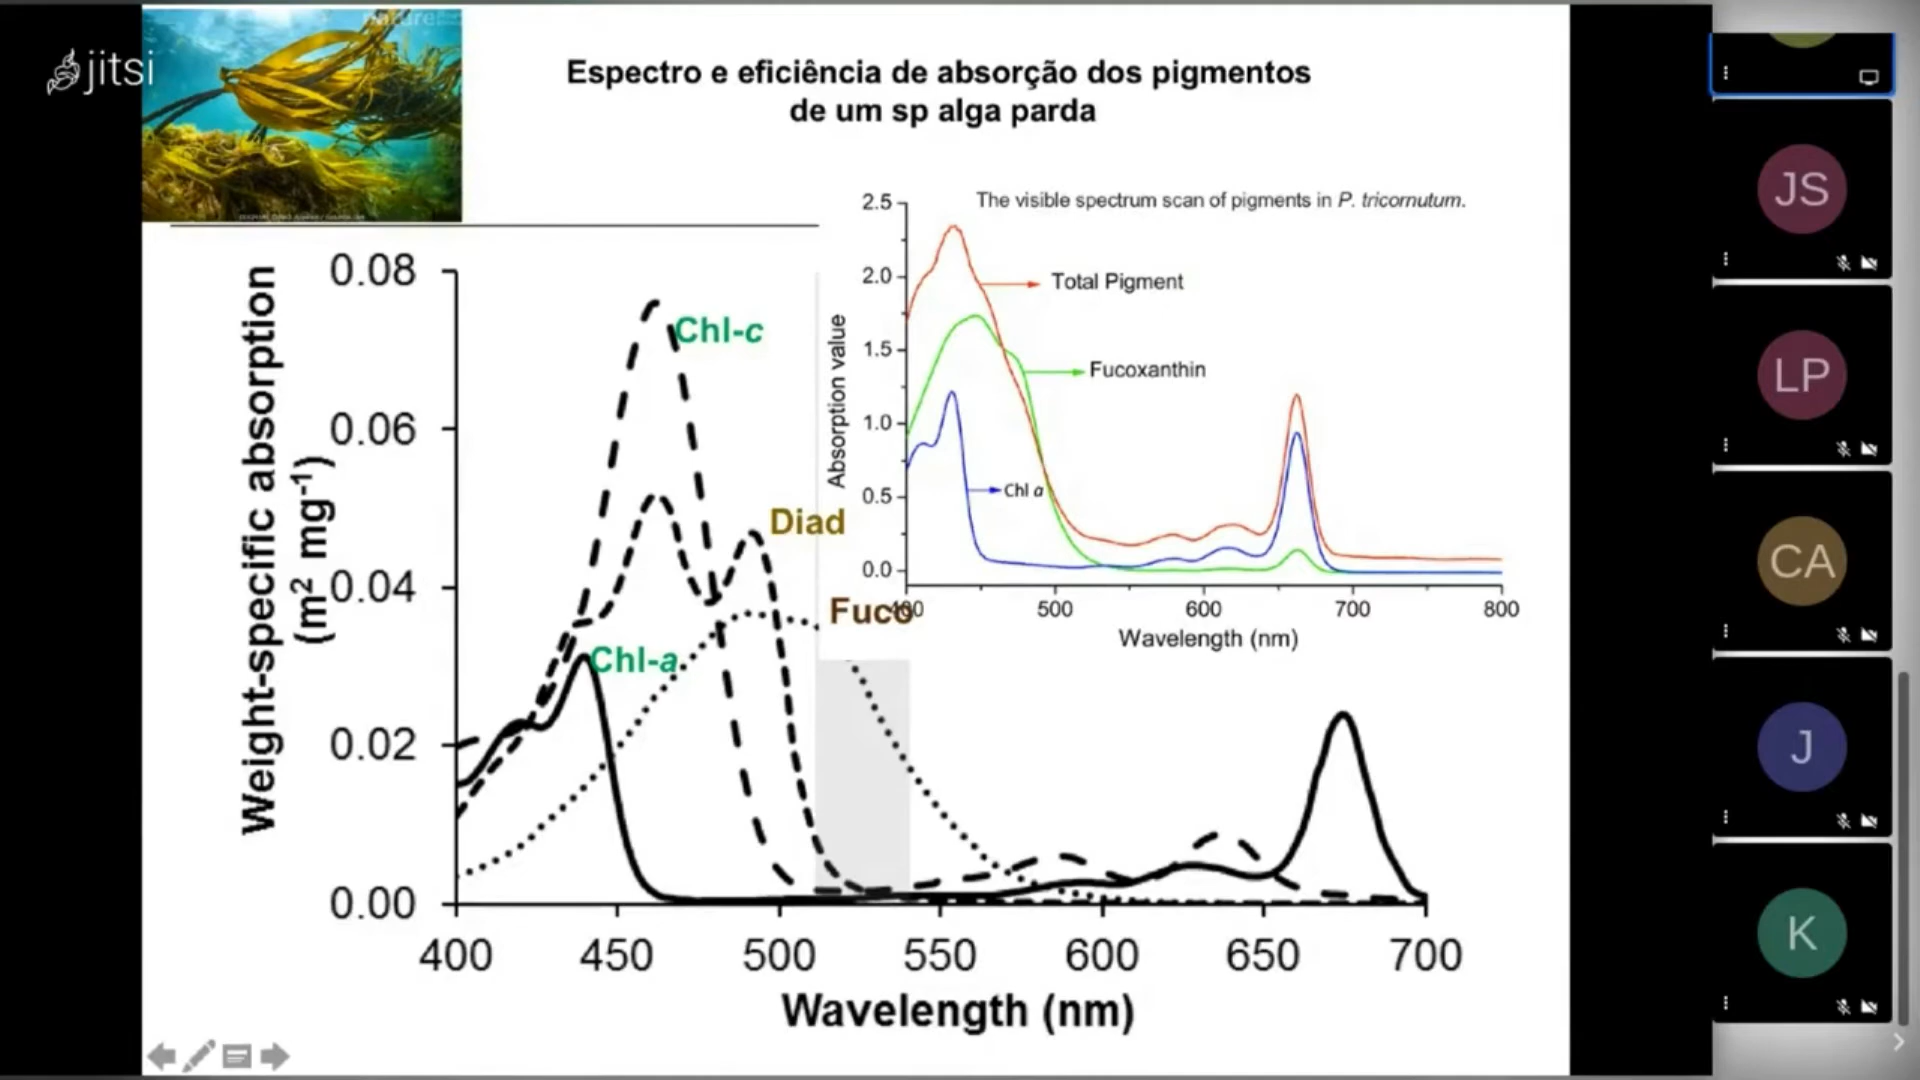 jitsi
Espectro e eficiência de absorção dos pigmentos
de um sp alga parda
Weight-specific absorption
(m² mg⁻¹)
0.08
0.06
0.04
0.02
0.00
400 450 500 550 600 650 700
Wavelength (nm)
Chl-c
Diad
Fuco
Chl-a
The visible spectrum scan of pigments in P. tricornutum.
Absorption value
2.5
2.0
1.5
1.0
0.5
0.0
Total Pigment
Fucoxanthin
Chl a
400 500 600 700 800
Wavelength (nm)
JS
LP
CA
J
K